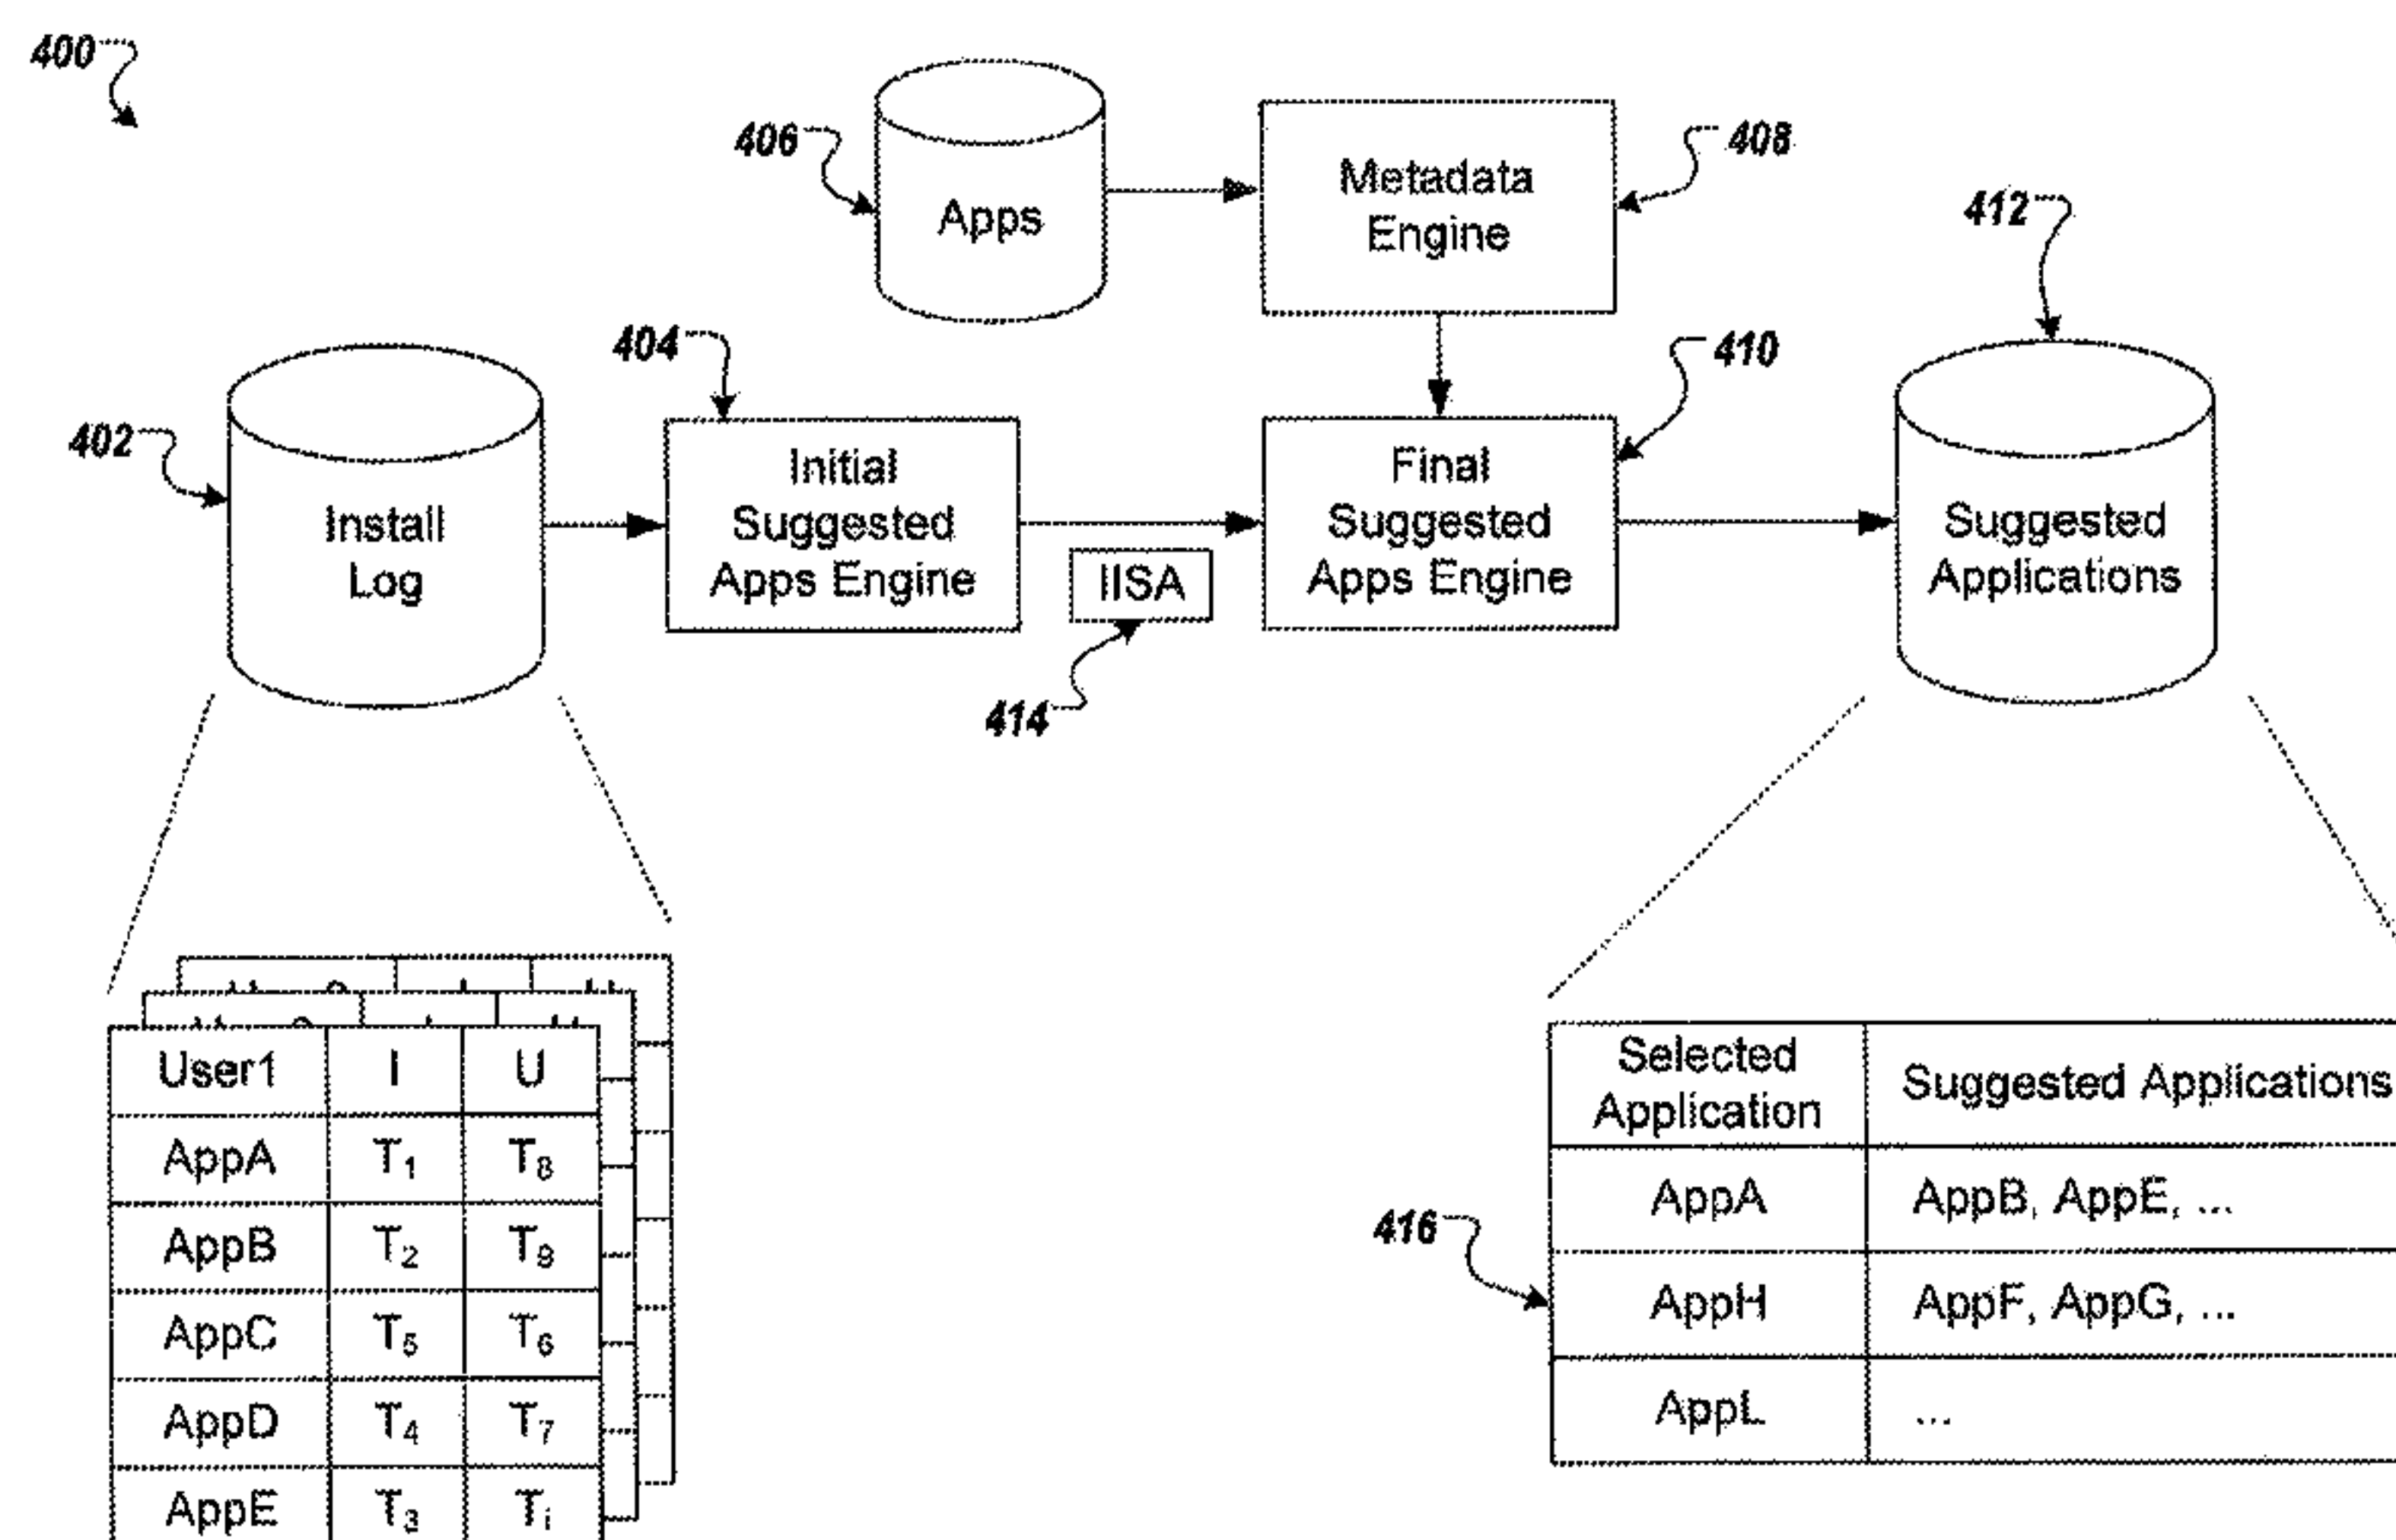 400
406
Apps
Metadata
Engine
408
412
402
Install
Log
404
Initial
Suggested
Apps Engine
IISA
414
Final
Suggested
Apps Engine
410
Suggested
Applications
User1 I U
AppA T₁ T₈
AppB T₂ T₉
AppC T₅ T₆
AppD T₄ T₇
AppE T₃ Tᵢ
416
Selected
Application
Suggested Applications
AppA AppB, AppE, ...
AppH AppF, AppG, ...
AppL ...